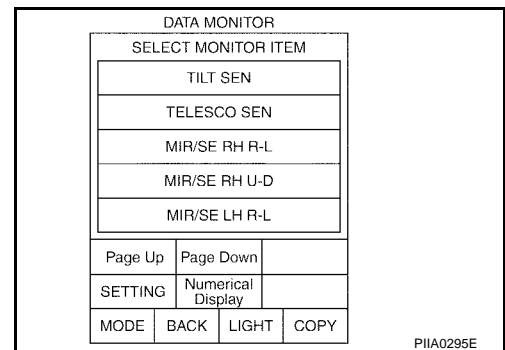 DATA MONITOR
SELECT MONITOR ITEM
TILT SEN
TELESCO SEN
MIR/SE RH R-L
MIR/SE RH U-D
MIR/SE LH R-L
Page Up Page Down
SETTING Numerical Display
MODE BACK LIGHT COPY
PIIA0295E